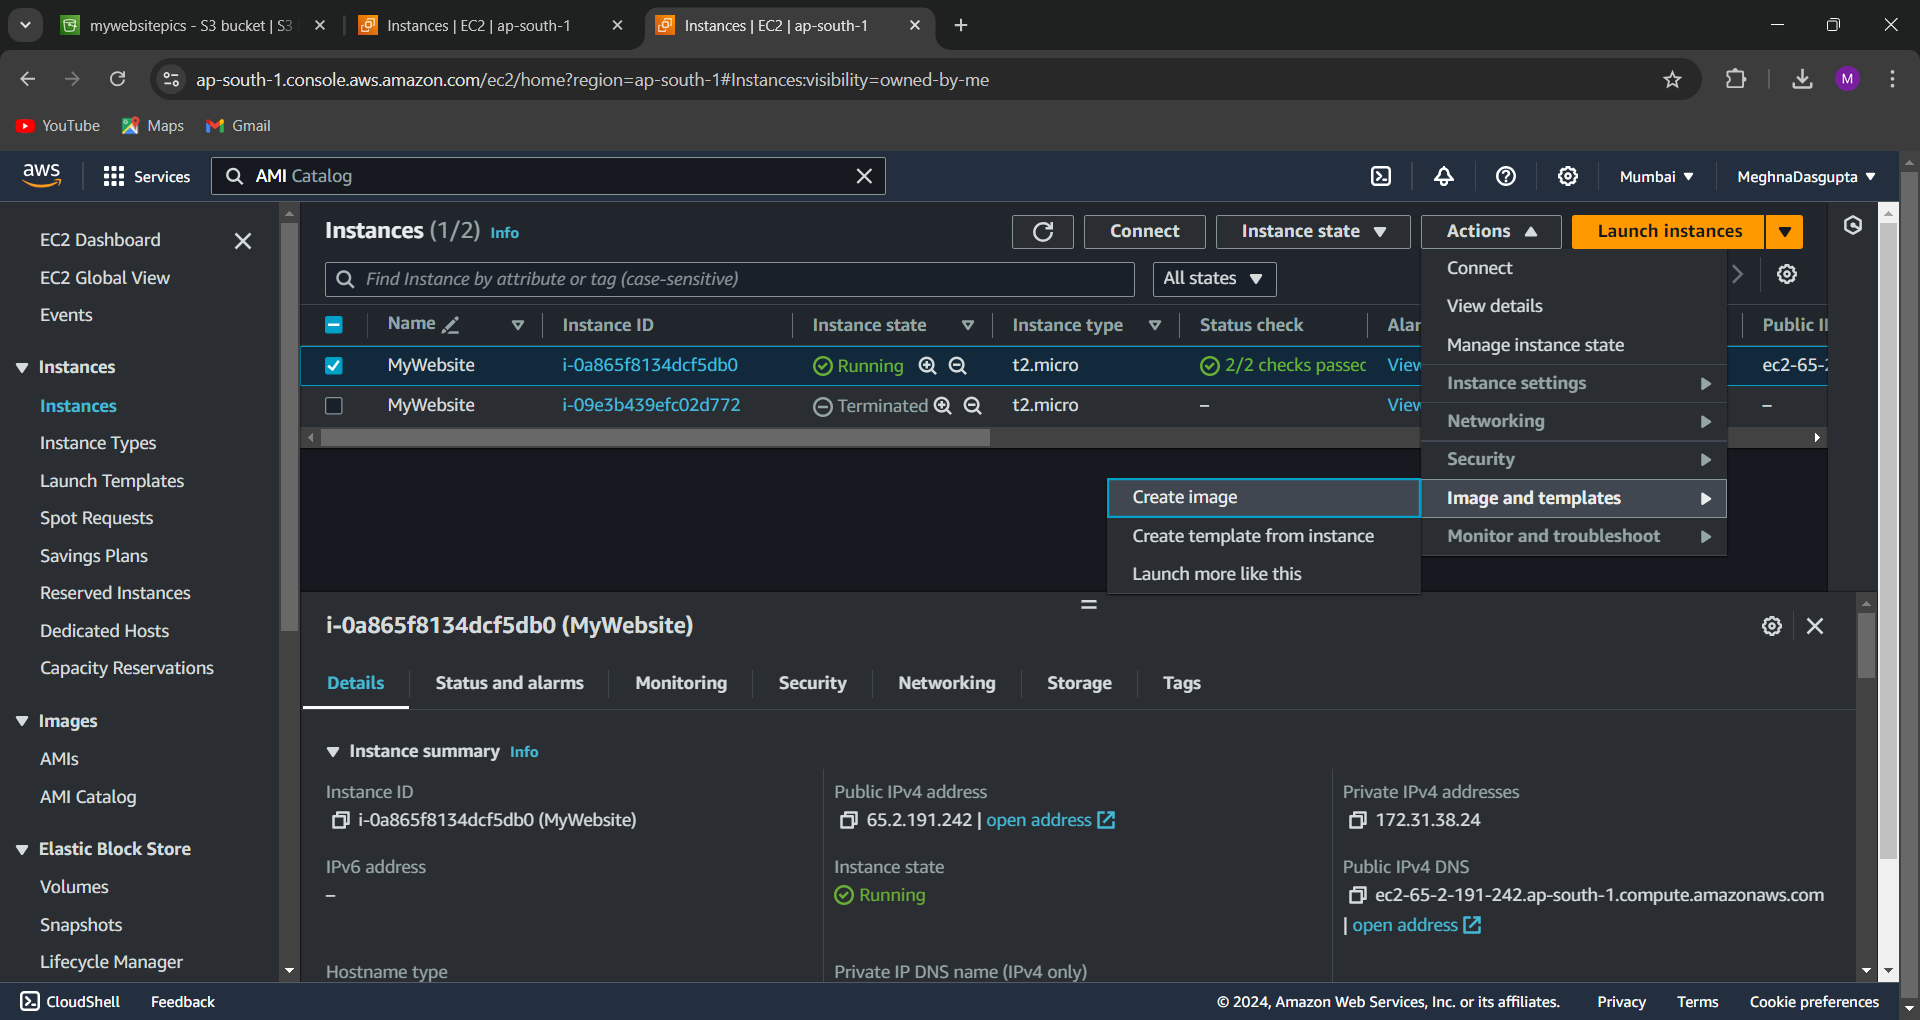 mywebsitepics - S3 bucket | S3
Instances | EC2 | ap-south-1
Instances | EC2 | ap-south-1
ap-south-1.console.aws.amazon.com/ec2/home?region=ap-south-1#Instances:visibility=owned-by-me
M
YouTube
Maps
Gmail
aws
Services
AMI Catalog
Mumbai
MeghnaDasgupta
EC2 Dashboard
EC2 Global View
Events
Instances
Instances
Instance Types
Launch Templates
Spot Requests
Savings Plans
Reserved Instances
Dedicated Hosts
Capacity Reservations
Images
AMIs
AMI Catalog
Elastic Block Store
Volumes
Snapshots
Lifecycle Manager
Instances (1/2) Info
Connect
Instance state
Actions
Launch instances
Find Instance by attribute or tag (case-sensitive)
All states
Name Instance ID Instance state Instance type Status check Alar Public I
MyWebsite i-0a865f8134dcf5db0 Running t2.micro 2/2 checks passec View ec2-65-2
MyWebsite i-09e3b439efc02d772 Terminated t2.micro – View –
Connect
View details
Manage instance state
Instance settings
Networking
Security
Image and templates
Monitor and troubleshoot
Create image
Create template from instance
Launch more like this
i-0a865f8134dcf5db0 (MyWebsite)
Details Status and alarms Monitoring Security Networking Storage Tags
Instance summary Info
Instance ID
i-0a865f8134dcf5db0 (MyWebsite)
Public IPv4 address
65.2.191.242 | open address
Private IPv4 addresses
172.31.38.24
IPv6 address
–
Instance state
Running
Public IPv4 DNS
ec2-65-2-191-242.ap-south-1.compute.amazonaws.com
| open address
Hostname type
Private IP DNS name (IPv4 only)
CloudShell
Feedback
© 2024, Amazon Web Services, Inc. or its affiliates.
Privacy
Terms
Cookie preferences